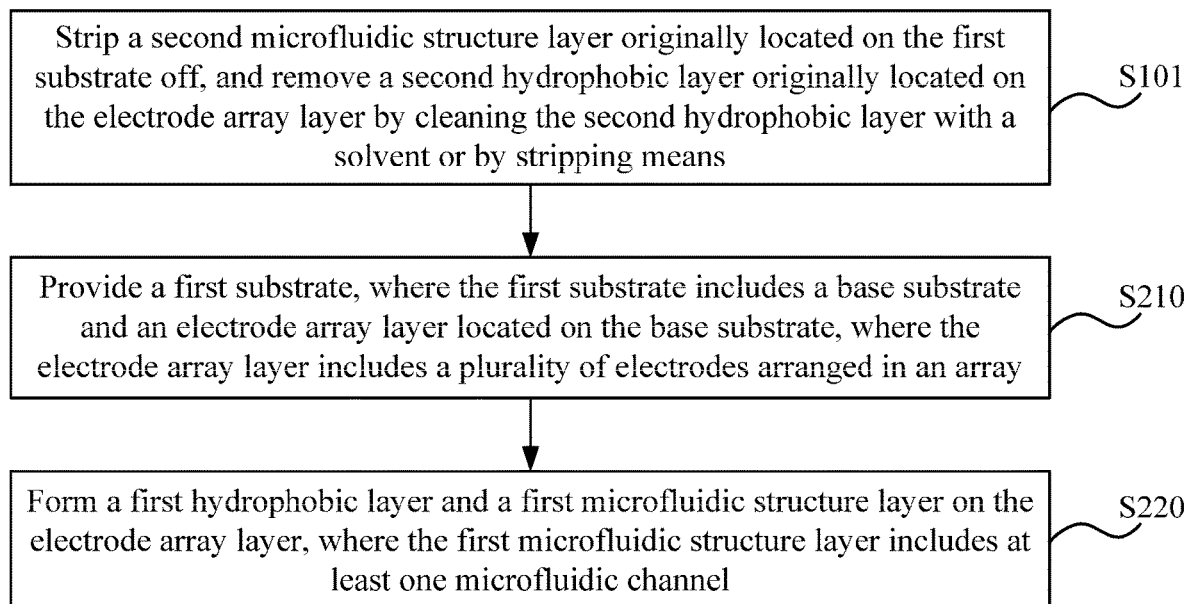 Strip a second microfluidic structure layer originally located on the first
substrate off, and remove a second hydrophobic layer originally located on
the electrode array layer by cleaning the second hydrophobic layer with a
solvent or by stripping means
S101
Provide a first substrate, where the first substrate includes a base substrate
and an electrode array layer located on the base substrate, where the
electrode array layer includes a plurality of electrodes arranged in an array
S210
Form a first hydrophobic layer and a first microfluidic structure layer on the
electrode array layer, where the first microfluidic structure layer includes at
least one microfluidic channel
S220